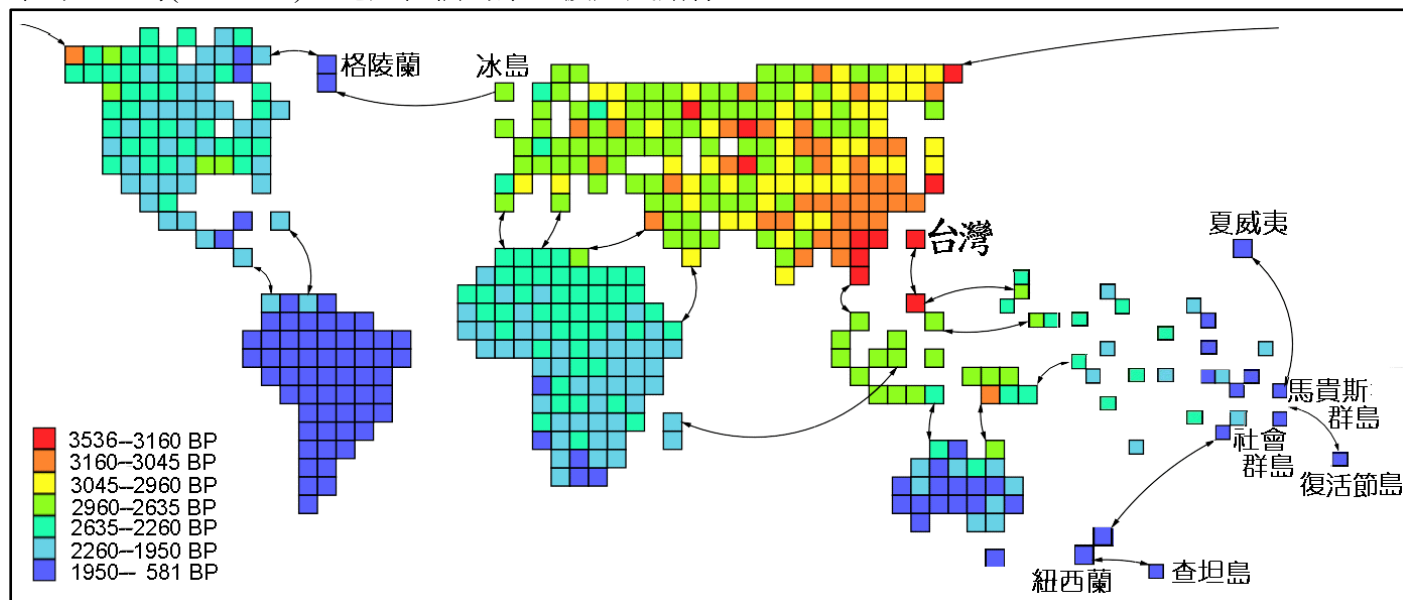 格陵蘭
冰島
台灣
夏威夷
馬貴斯
群島
社會
群島
復活節島
紐西蘭
查坦島
3536--3160 BP
3160--3045 BP
3045--2960 BP
2960--2635 BP
2635--2260 BP
2260--1950 BP
1950-- 581 BP